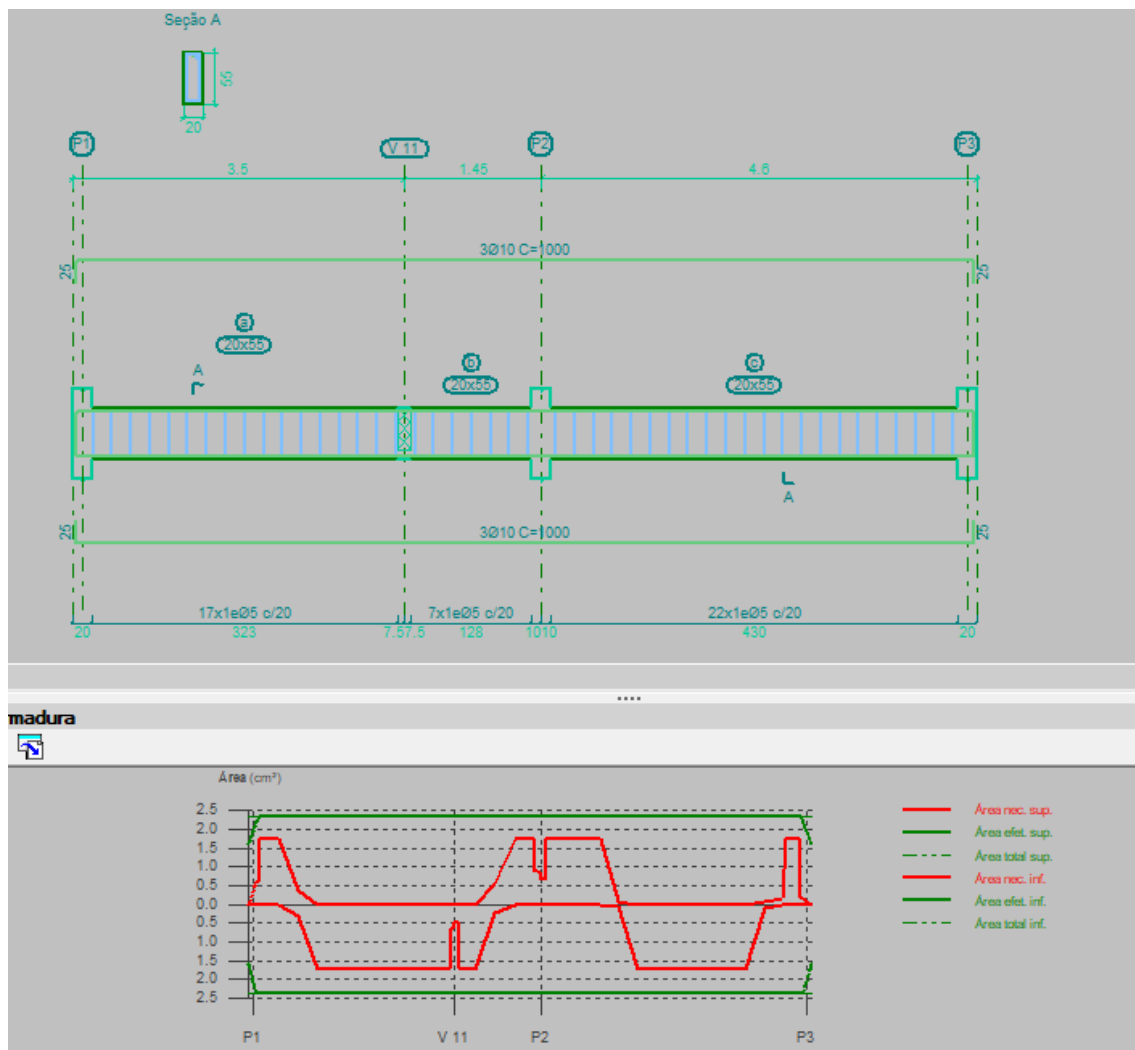 Seção A
55
20
P1
V 11
P2
P3
3.5
1.45
4.6
3Ø10 C=1000
25
25
a
20x55
b
20x55
c
20x55
A
A
3Ø10 C=1000
25
25
17x1eØ5 c/20
7x1eØ5 c/20
22x1eØ5 c/20
20
323
7.57.5
128
1010
430
20
madura
Área (cm²)
2.5
2.0
1.5
1.0
0.5
0.0
0.5
1.0
1.5
2.0
2.5
P1
V 11
P2
P3
Área nec. sup.
Área efet. sup.
Área total sup.
Área nec. inf.
Área efet. inf.
Área total inf.